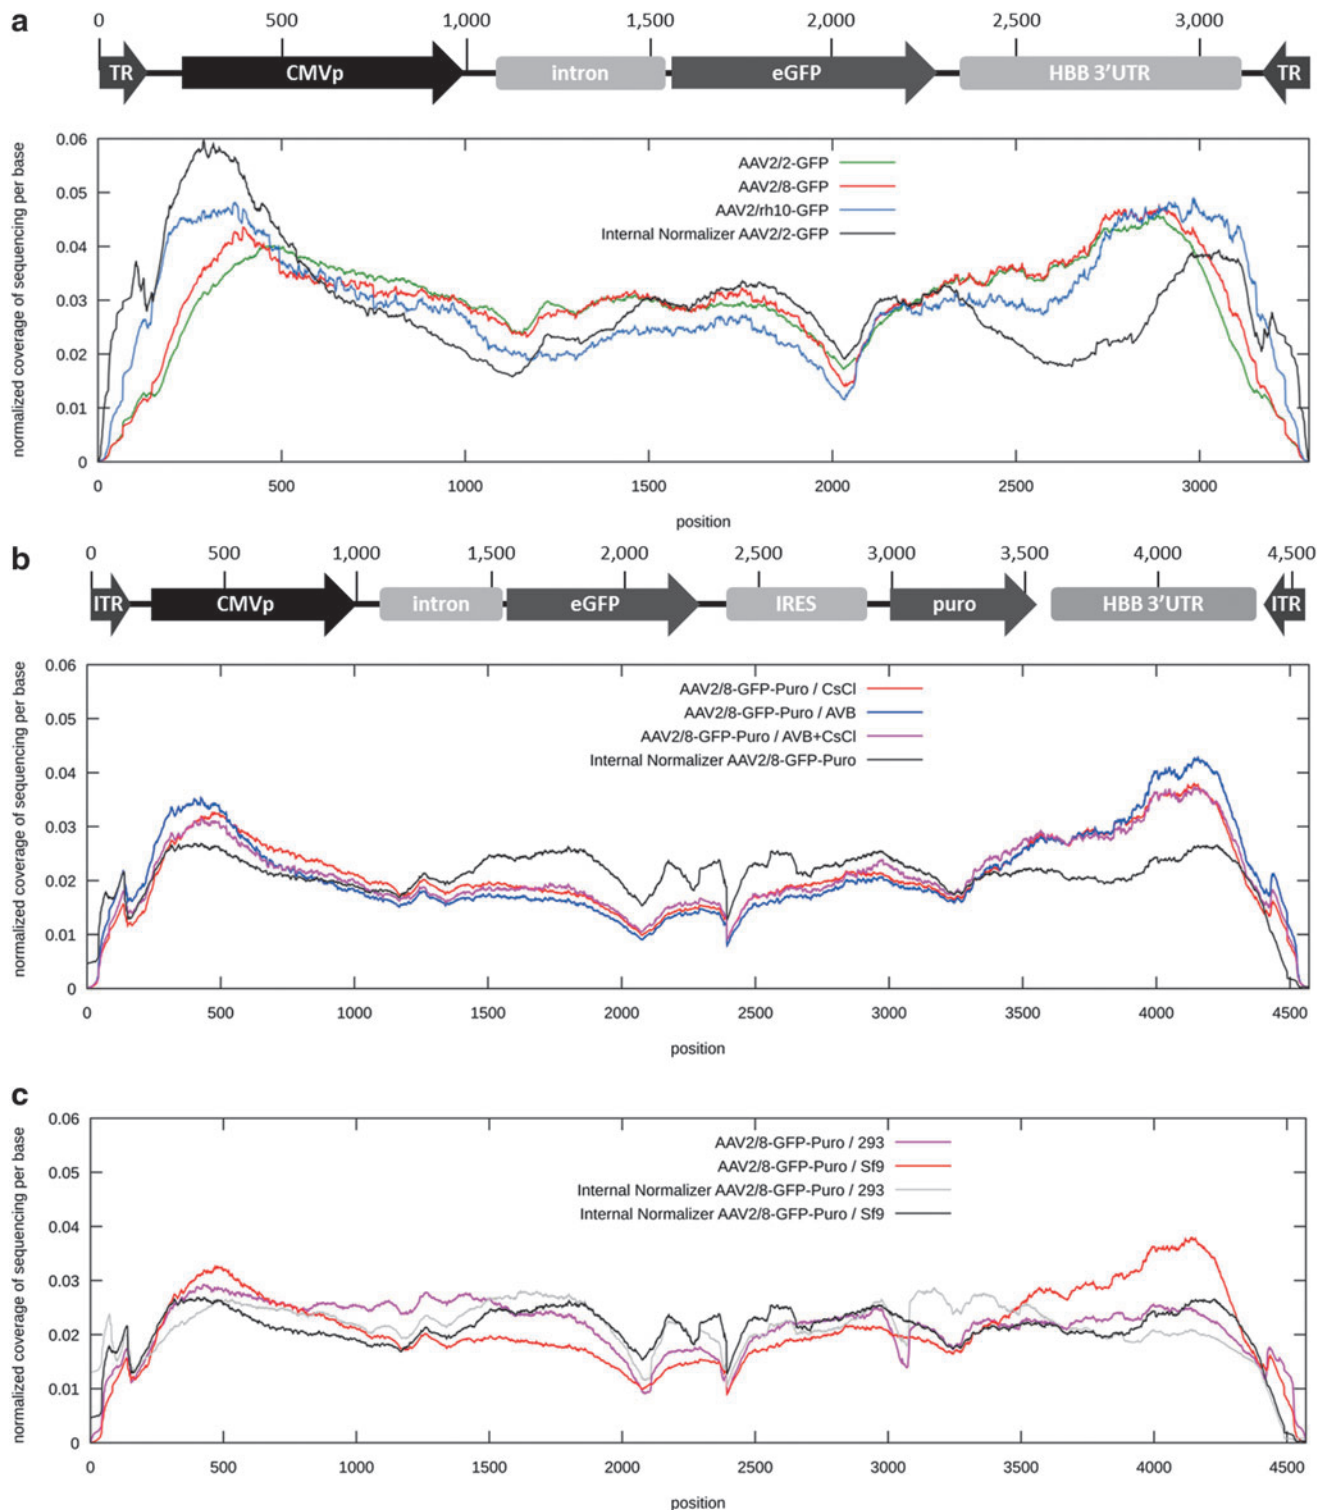 a
0 500 1,000 1,500 2,000 2,500 3,000
TR CMVp intron eGFP HBB 3'UTR TR
normalized coverage of sequencing per base
0.06
0.05
0.04
0.03
0.02
0.01
0
AAV2/2-GFP
AAV2/8-GFP
AAV2/rh10-GFP
Internal Normalizer AAV2/2-GFP
0 500 1000 1500 2000 2500 3000
position
b
0 500 1,000 1,500 2,000 2,500 3,000 3,500 4,000 4,500
ITR CMVp intron eGFP IRES puro HBB 3'UTR ITR
normalized coverage of sequencing per base
0.06
0.05
0.04
0.03
0.02
0.01
0
AAV2/8-GFP-Puro / CsCl
AAV2/8-GFP-Puro / AVB
AAV2/8-GFP-Puro / AVB+CsCl
Internal Normalizer AAV2/8-GFP-Puro
0 500 1000 1500 2000 2500 3000 3500 4000 4500
position
c
normalized coverage of sequencing per base
0.06
0.05
0.04
0.03
0.02
0.01
0
AAV2/8-GFP-Puro / 293
AAV2/8-GFP-Puro / Sf9
Internal Normalizer AAV2/8-GFP-Puro / 293
Internal Normalizer AAV2/8-GFP-Puro / Sf9
0 500 1000 1500 2000 2500 3000 3500 4000 4500
position